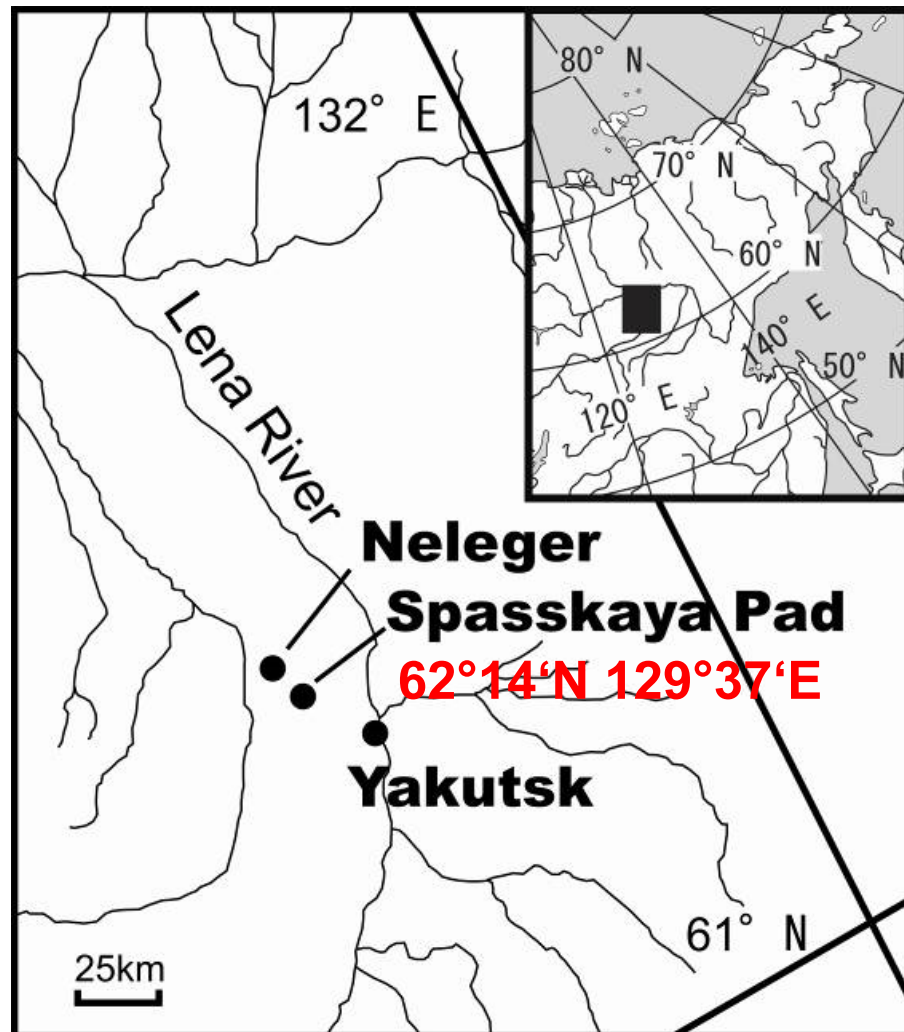 132° E
80° N
70° N
60° N
140° E
50° N
120° E
Lena River
Neleger
Spasskaya Pad
62°14‘N 129°37‘E
Yakutsk
61° N
25km